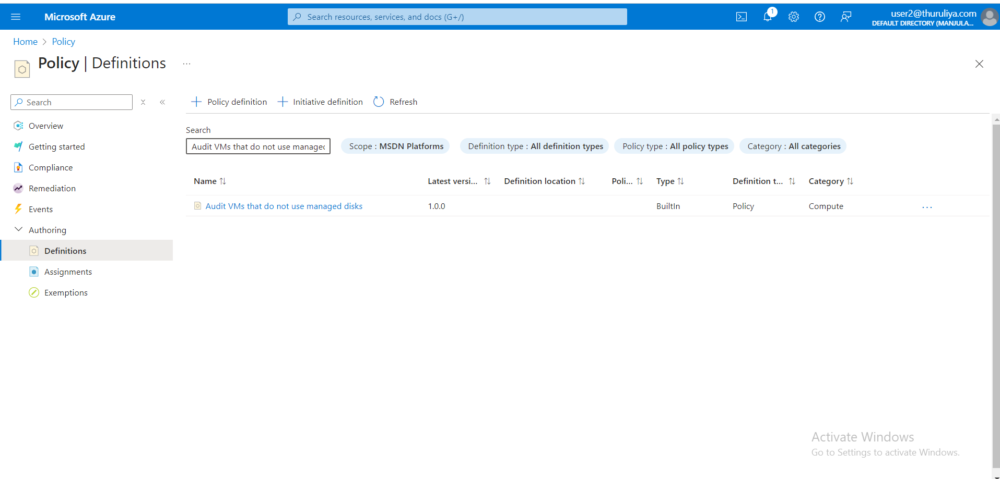 Microsoft Azure
Search resources, services, and docs (G+/)
1
user2@thuruliya.com
DEFAULT DIRECTORY (MANJULA...
Home > Policy
Policy | Definitions ...
Search
Overview
Getting started
Compliance
Remediation
Events
Authoring
Definitions
Assignments
Exemptions
+ Policy definition + Initiative definition Refresh
Search
Audit VMs that do not use managed Scope : MSDN Platforms Definition type : All definition types Policy type : All policy types Category : All categories
Name Latest versi... Definition location Poli... Type Definition t... Category
Audit VMs that do not use managed disks 1.0.0 BuiltIn Policy Compute ...
Activate Windows
Go to Settings to activate Windows.